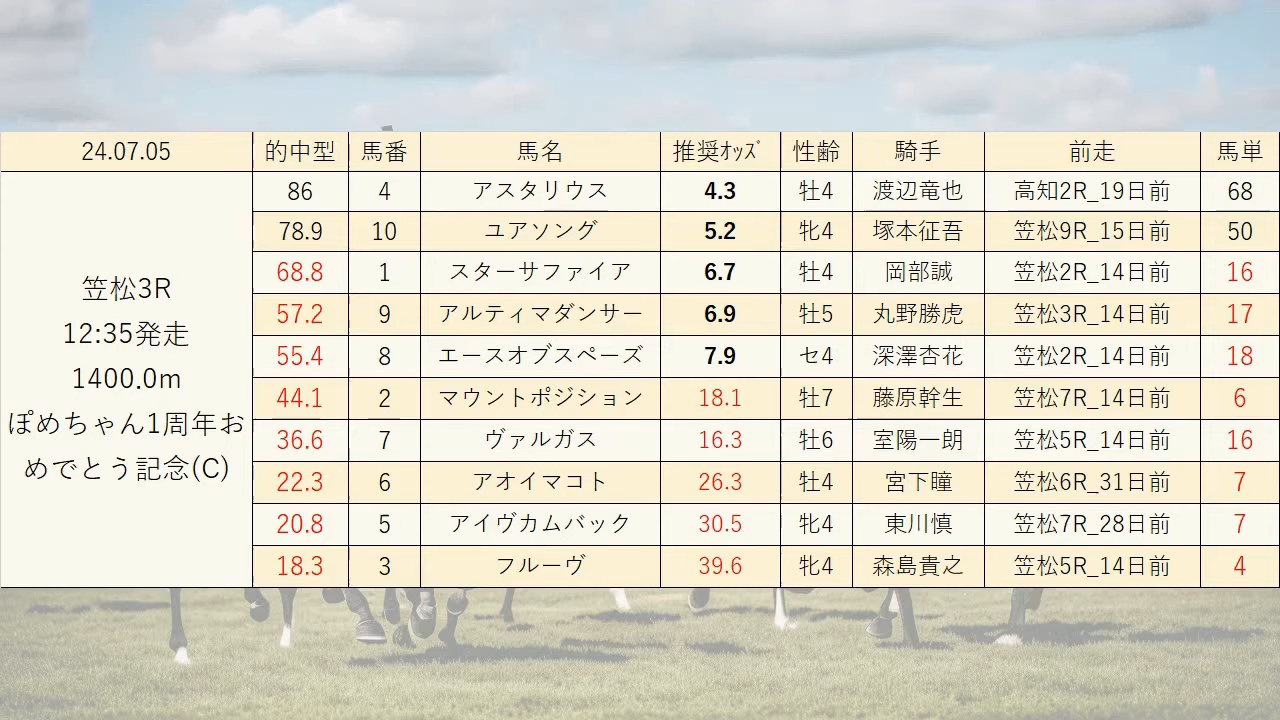 24.07.05 的中型 馬番 馬名 推奨ｵｯｽﾞ 性齢 騎手 前走 馬単
笠松3R
12:35発走
1400.0m
ぽめちゃん1周年お
めでとう記念(C)
86 4 アスタリウス 4.3 牡4 渡辺竜也 高知2R_19日前 68
78.9 10 ユアソング 5.2 牝4 塚本征吾 笠松9R_15日前 50
68.8 1 スターサファイア 6.7 牡4 岡部誠 笠松2R_14日前 16
57.2 9 アルティマダンサー 6.9 牡5 丸野勝虎 笠松3R_14日前 17
55.4 8 エースオブスペーズ 7.9 セ4 深澤杏花 笠松2R_14日前 18
44.1 2 マウントポジション 18.1 牡7 藤原幹生 笠松7R_14日前 6
36.6 7 ヴァルガス 16.3 牡6 室陽一朗 笠松5R_14日前 16
22.3 6 アオイマコト 26.3 牡4 宮下瞳 笠松6R_31日前 7
20.8 5 アイヴカムバック 30.5 牝4 東川慎 笠松7R_28日前 7
18.3 3 フルーヴ 39.6 牝4 森島貴之 笠松5R_14日前 4